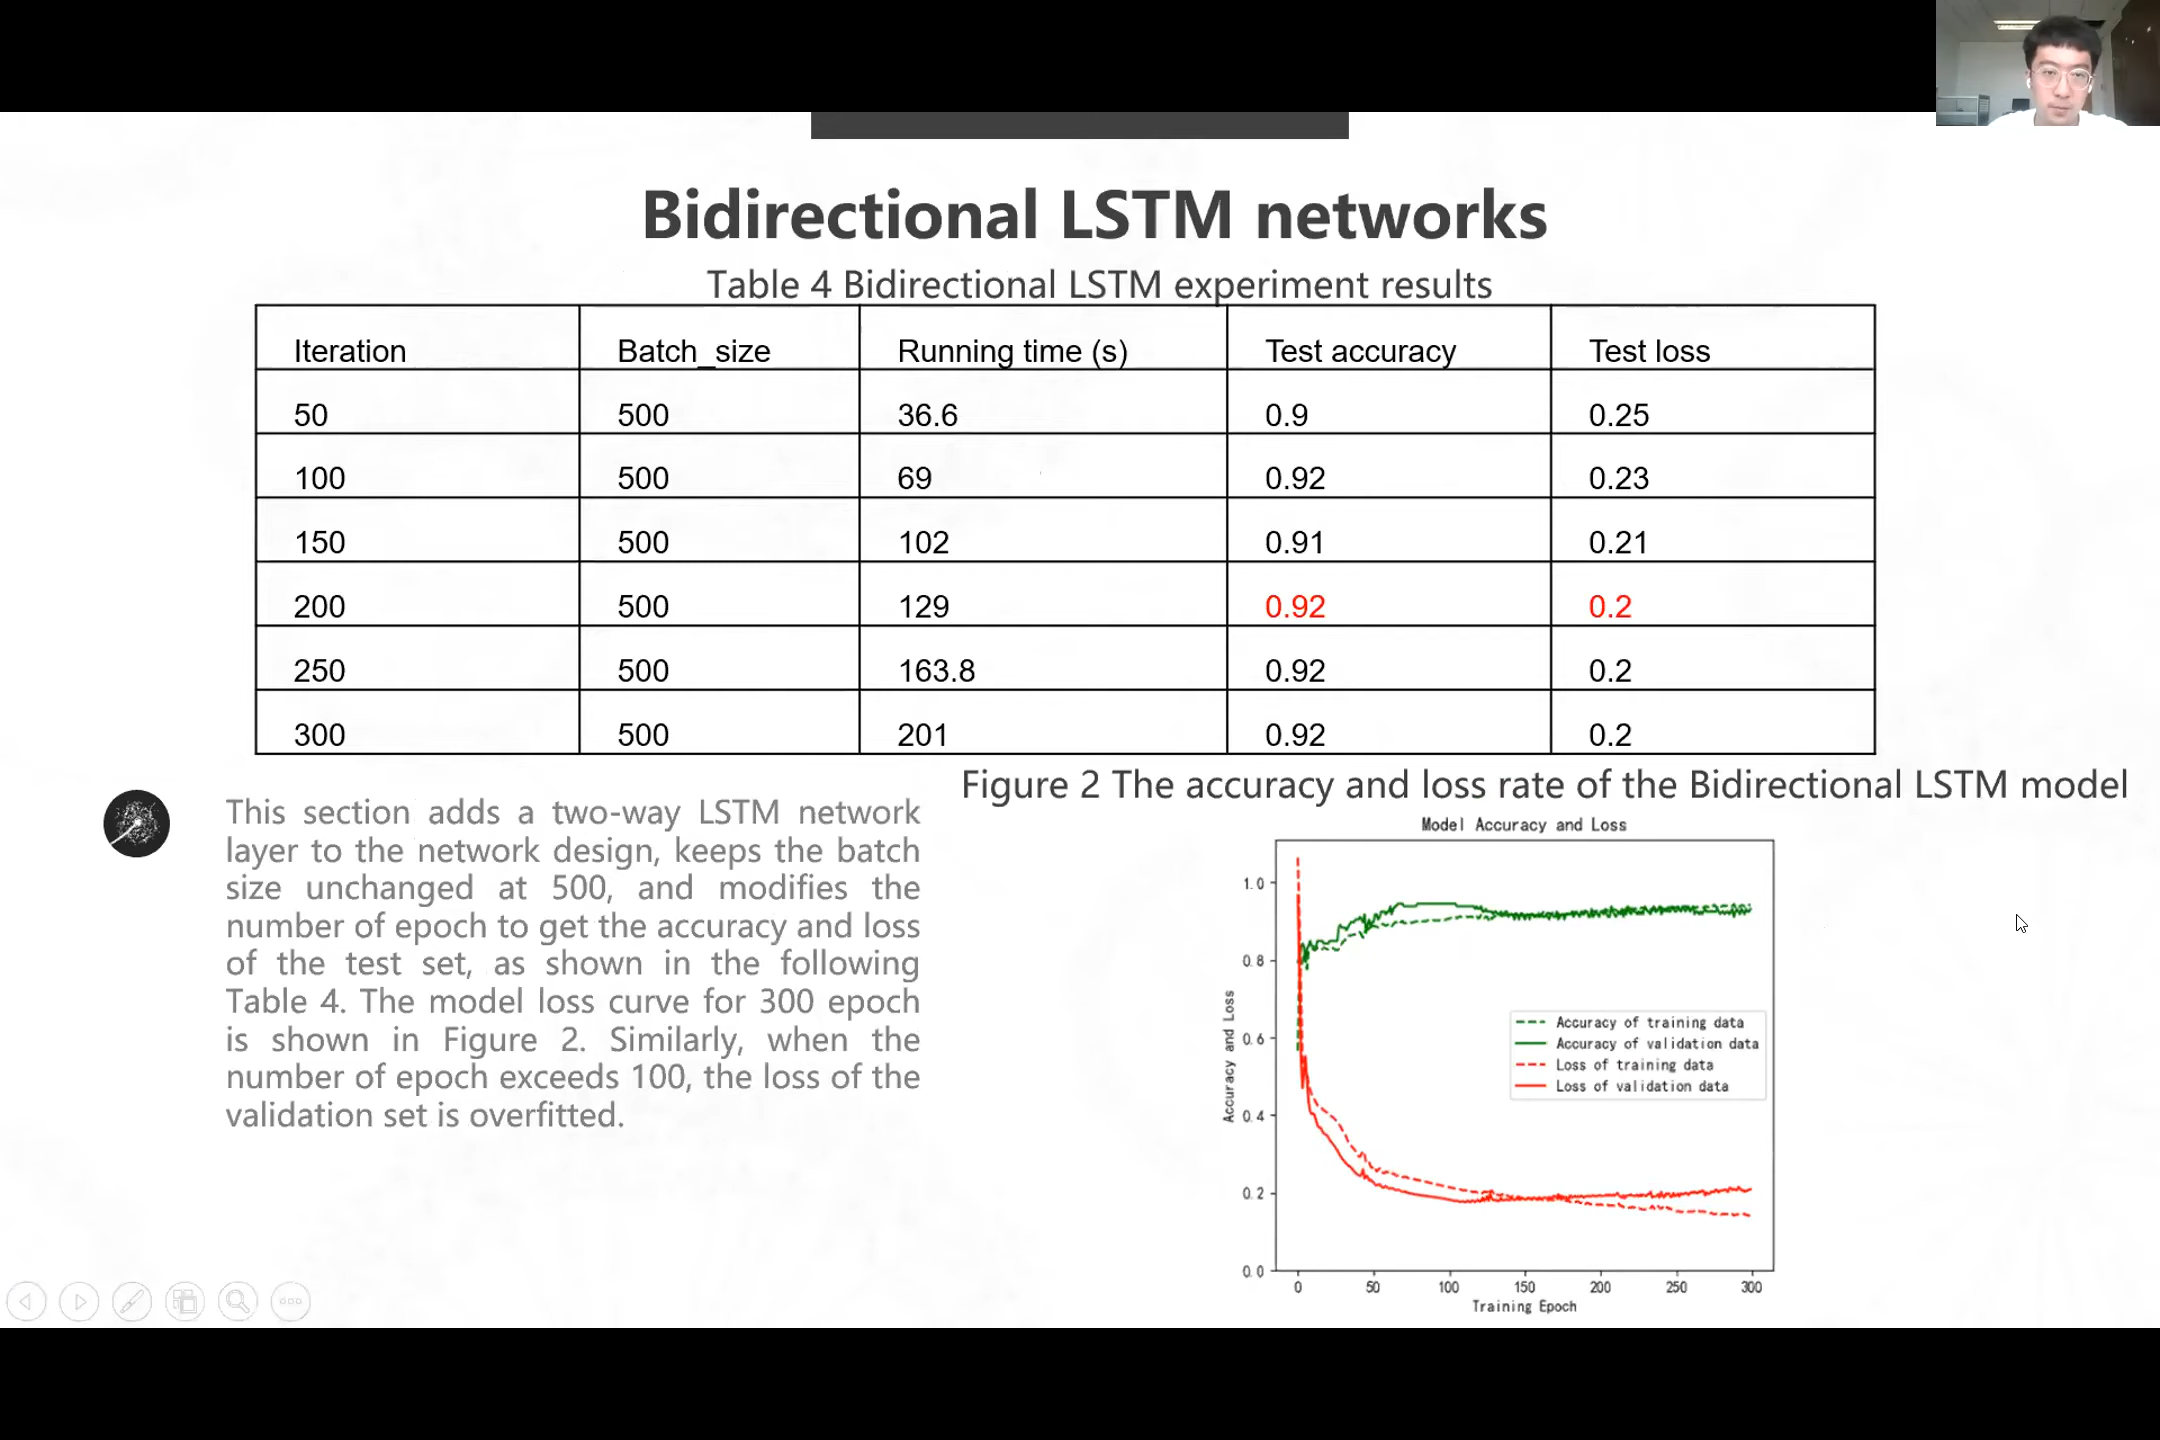 Bidirectional LSTM networks
Table 4 Bidirectional LSTM experiment results
Iteration Batch_size Running time (s) Test accuracy Test loss
50 500 36.6 0.9 0.25
100 500 69 0.92 0.23
150 500 102 0.91 0.21
200 500 129 0.92 0.2
250 500 163.8 0.92 0.2
300 500 201 0.92 0.2
This section adds a two-way LSTM network
layer to the network design, keeps the batch
size unchanged at 500, and modifies the
number of epoch to get the accuracy and loss
of the test set, as shown in the following
Table 4. The model loss curve for 300 epoch
is shown in Figure 2. Similarly, when the
number of epoch exceeds 100, the loss of the
validation set is overfitted.
Figure 2 The accuracy and loss rate of the Bidirectional LSTM model
Model Accuracy and Loss
Accuracy and Loss
1.0
0.8
0.6
0.4
0.2
0.0
Accuracy of training data
Accuracy of validation data
Loss of training data
Loss of validation data
0 50 100 150 200 250 300
Training Epoch